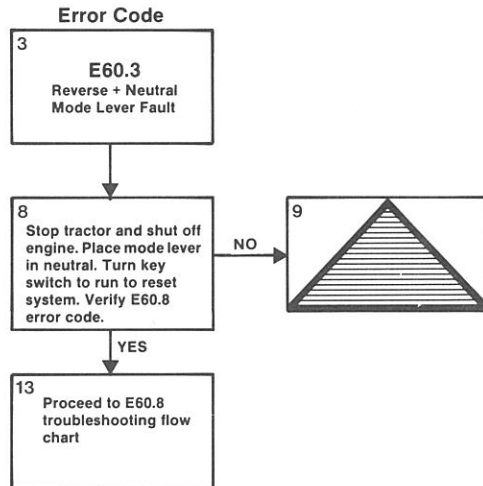 Error Code
3
E60.3
Reverse + Neutral
Mode Lever Fault
8
Stop tractor and shut off
engine. Place mode lever
in neutral. Turn key
switch to run to reset
system. Verify E60.8
error code.
NO
9
YES
13
Proceed to E60.8
troubleshooting flow
chart